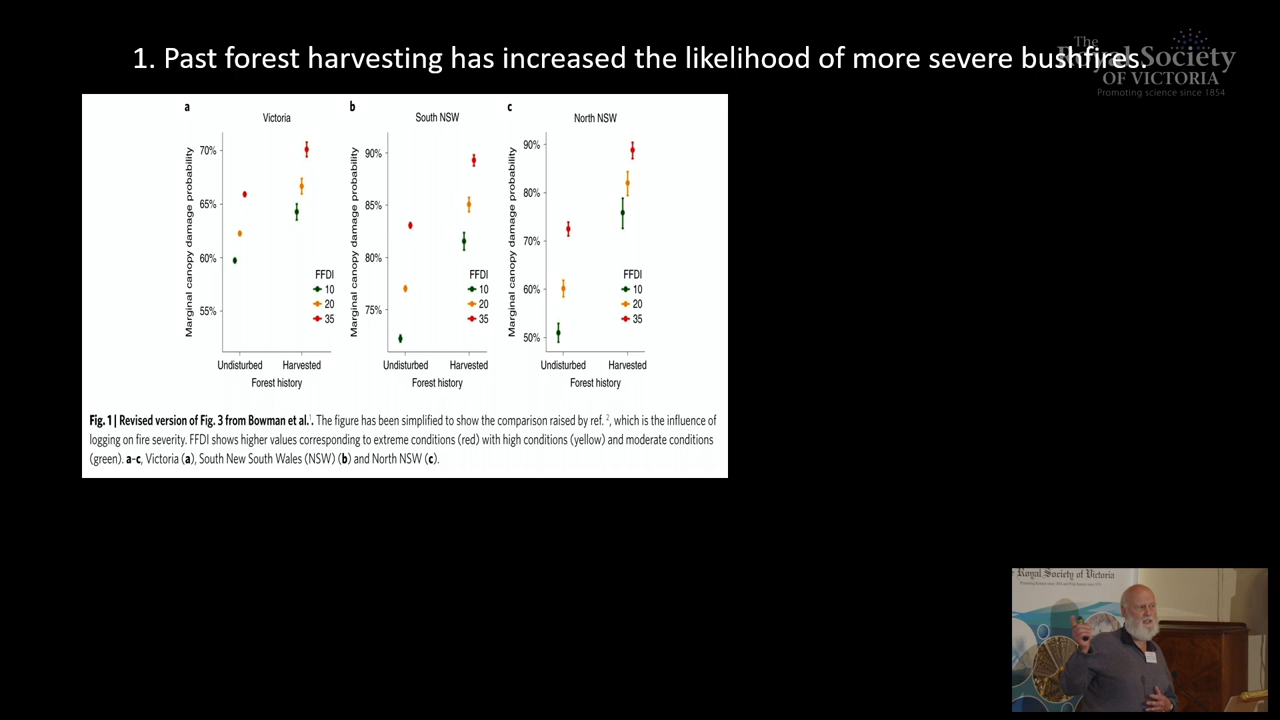 1. Past forest harvesting has increased the likelihood of more severe bushfires.
The
Royal Society
OF VICTORIA
Promoting science since 1854
a
Victoria
Marginal canopy damage probability
70%
65%
60%
55%
FFDI
10
20
35
Undisturbed Harvested
Forest history
b
South NSW
Marginal canopy damage probability
90%
85%
80%
75%
FFDI
10
20
35
Undisturbed Harvested
Forest history
c
North NSW
Marginal canopy damage probability
90%
80%
70%
60%
50%
FFDI
10
20
35
Undisturbed Harvested
Forest history
Fig. 1 | Revised version of Fig. 3 from Bowman et al.¹. The figure has been simplified to show the comparison raised by ref. ², which is the influence of
logging on fire severity. FFDI shows higher values corresponding to extreme conditions (red) with high conditions (yellow) and moderate conditions
(green). a–c, Victoria (a), South New South Wales (NSW) (b) and North NSW (c).
Royal Society of Victoria